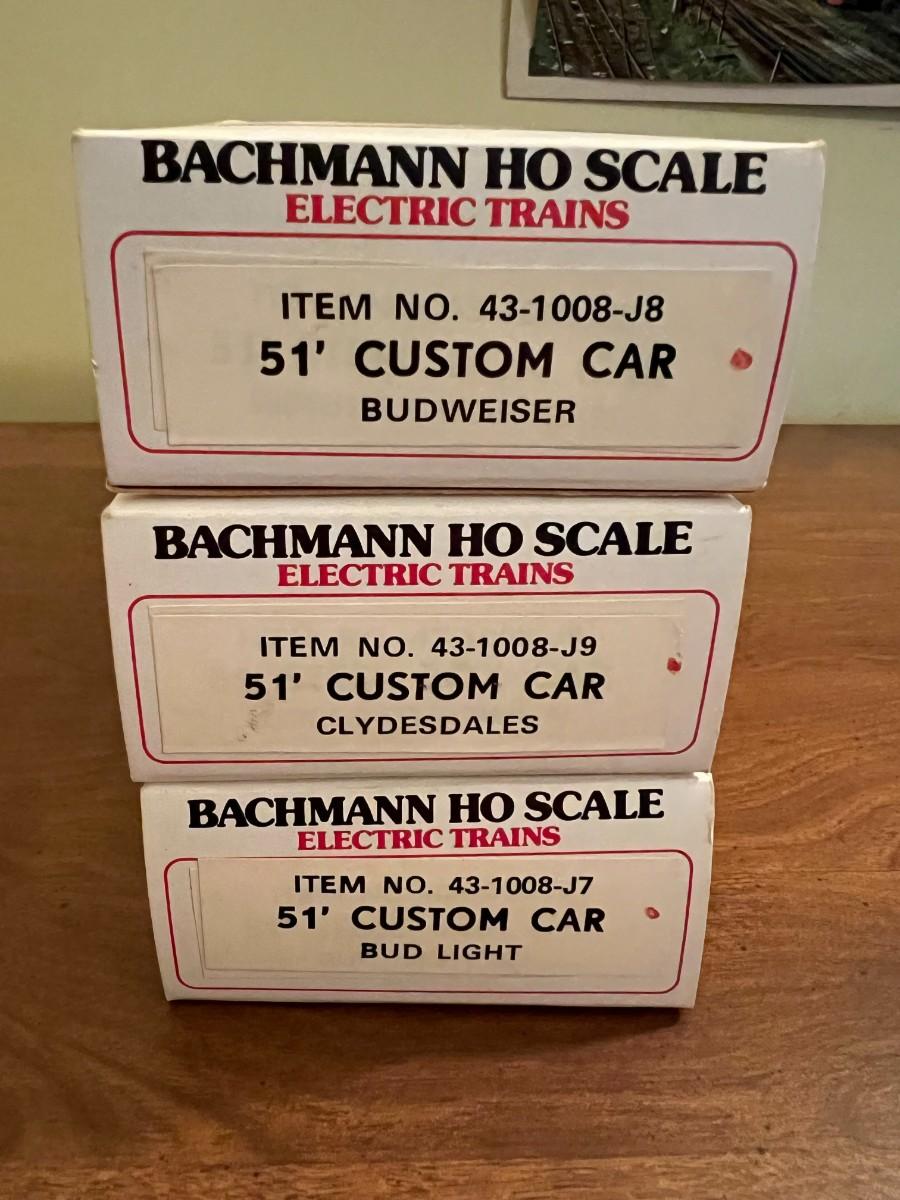 BACHMANN HO SCALE
ELECTRIC TRAINS
ITEM NO. 43-1008-J8
51' CUSTOM CAR
BUDWEISER
BACHMANN HO SCALE
ELECTRIC TRAINS
ITEM NO. 43-1008-J9
51' CUSTOM CAR
CLYDESDALES
BACHMANN HO SCALE
ELECTRIC TRAINS
ITEM NO. 43-1008-J7
51' CUSTOM CAR
BUD LIGHT